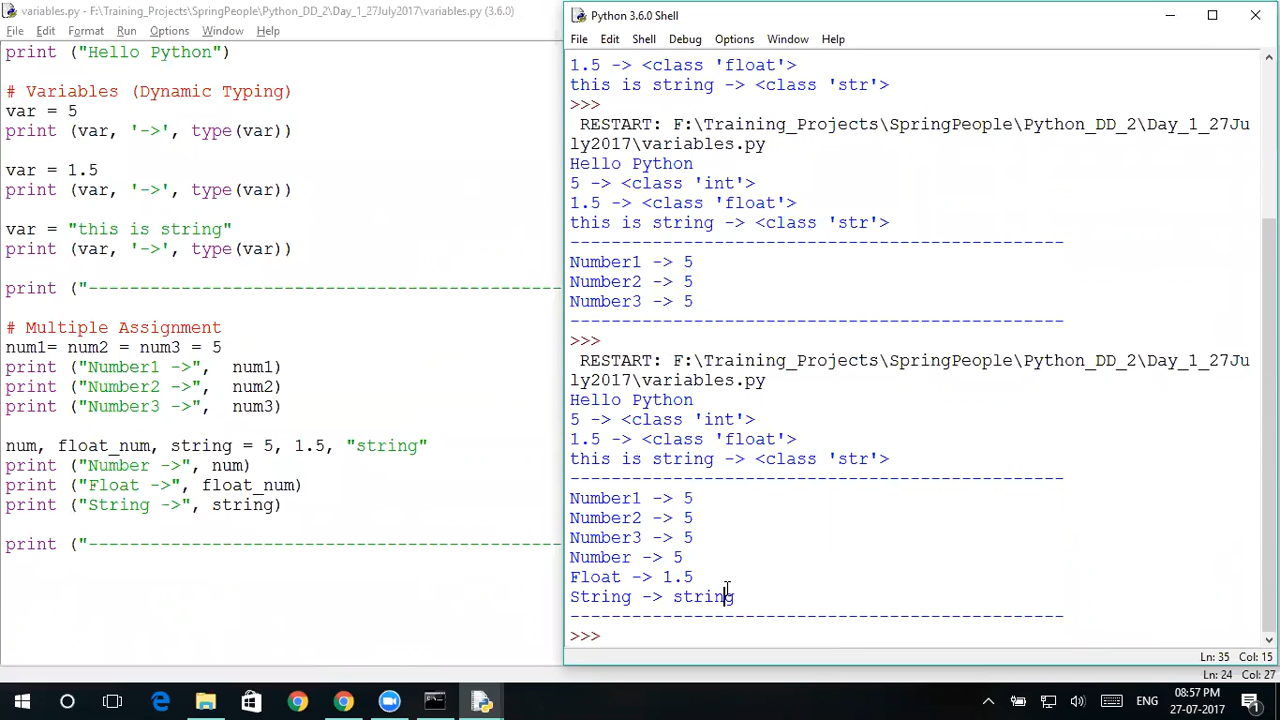 variables.py - F:\Training_Projects\SpringPeople\Python_DD_2\Day_1_27July2017\variables.py (3.6.0)
File Edit Format Run Options Window Help
print ("Hello Python")
# Variables (Dynamic Typing)
var = 5
print (var, '->', type(var))
var = 1.5
print (var, '->', type(var))
var = "this is string"
print (var, '->', type(var))
print ("----------------------------------------------
# Multiple Assignment
num1= num2 = num3 = 5
print ("Number1 ->",  num1)
print ("Number2 ->",  num2)
print ("Number3 ->",  num3)
num, float_num, string = 5, 1.5, "string"
print ("Number ->", num)
print ("Float ->", float_num)
print ("String ->", string)
print ("----------------------------------------------
Python 3.6.0 Shell
File Edit Shell Debug Options Window Help
1.5 -> <class 'float'>
this is string -> <class 'str'>
>>>
RESTART: F:\Training_Projects\SpringPeople\Python_DD_2\Day_1_27Ju
ly2017\variables.py
Hello Python
5 -> <class 'int'>
1.5 -> <class 'float'>
this is string -> <class 'str'>
------------------------------------------------
Number1 -> 5
Number2 -> 5
Number3 -> 5
------------------------------------------------
>>>
RESTART: F:\Training_Projects\SpringPeople\Python_DD_2\Day_1_27Ju
ly2017\variables.py
Hello Python
5 -> <class 'int'>
1.5 -> <class 'float'>
this is string -> <class 'str'>
------------------------------------------------
Number1 -> 5
Number2 -> 5
Number3 -> 5
Number -> 5
Float -> 1.5
String -> string
------------------------------------------------
>>>
Ln: 35 Col: 15
Ln: 24 Col: 27
ENG
08:57 PM
27-07-2017
1